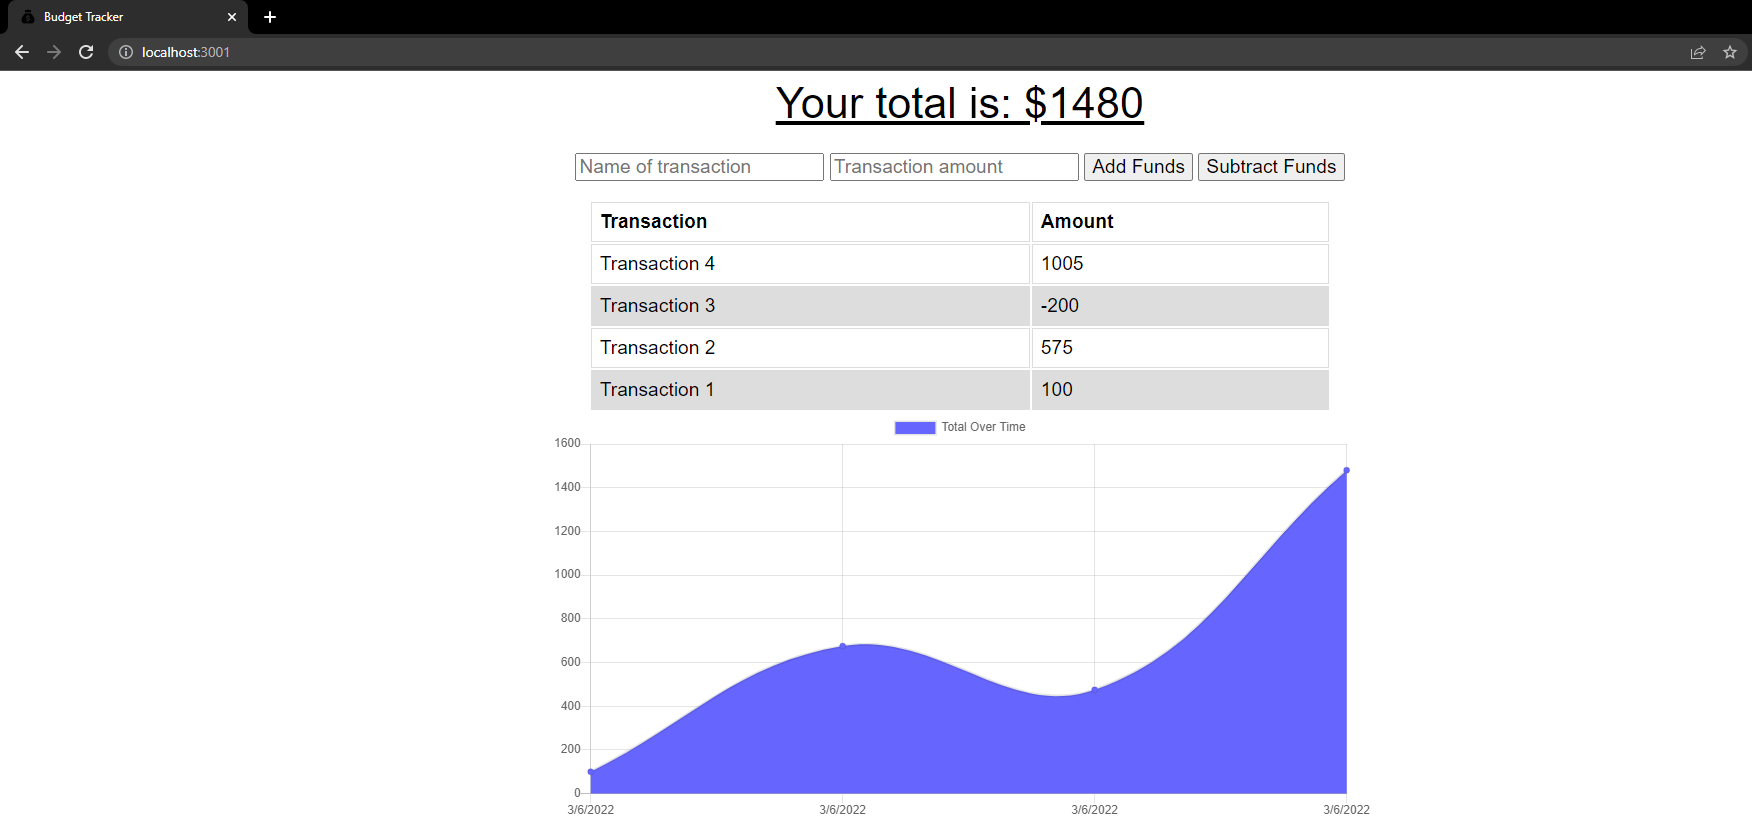 Budget Tracker
localhost:3001
Your total is: $1480
Name of transaction Transaction amount Add Funds Subtract Funds
Transaction Amount
Transaction 4 1005
Transaction 3 -200
Transaction 2 575
Transaction 1 100
Total Over Time
1600
1400
1200
1000
800
600
400
200
0
3/6/2022 3/6/2022 3/6/2022 3/6/2022